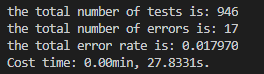 the total number of tests is: 946
the total number of errors is: 17
the total error rate is: 0.017970
Cost time: 0.00min, 27.8331s.